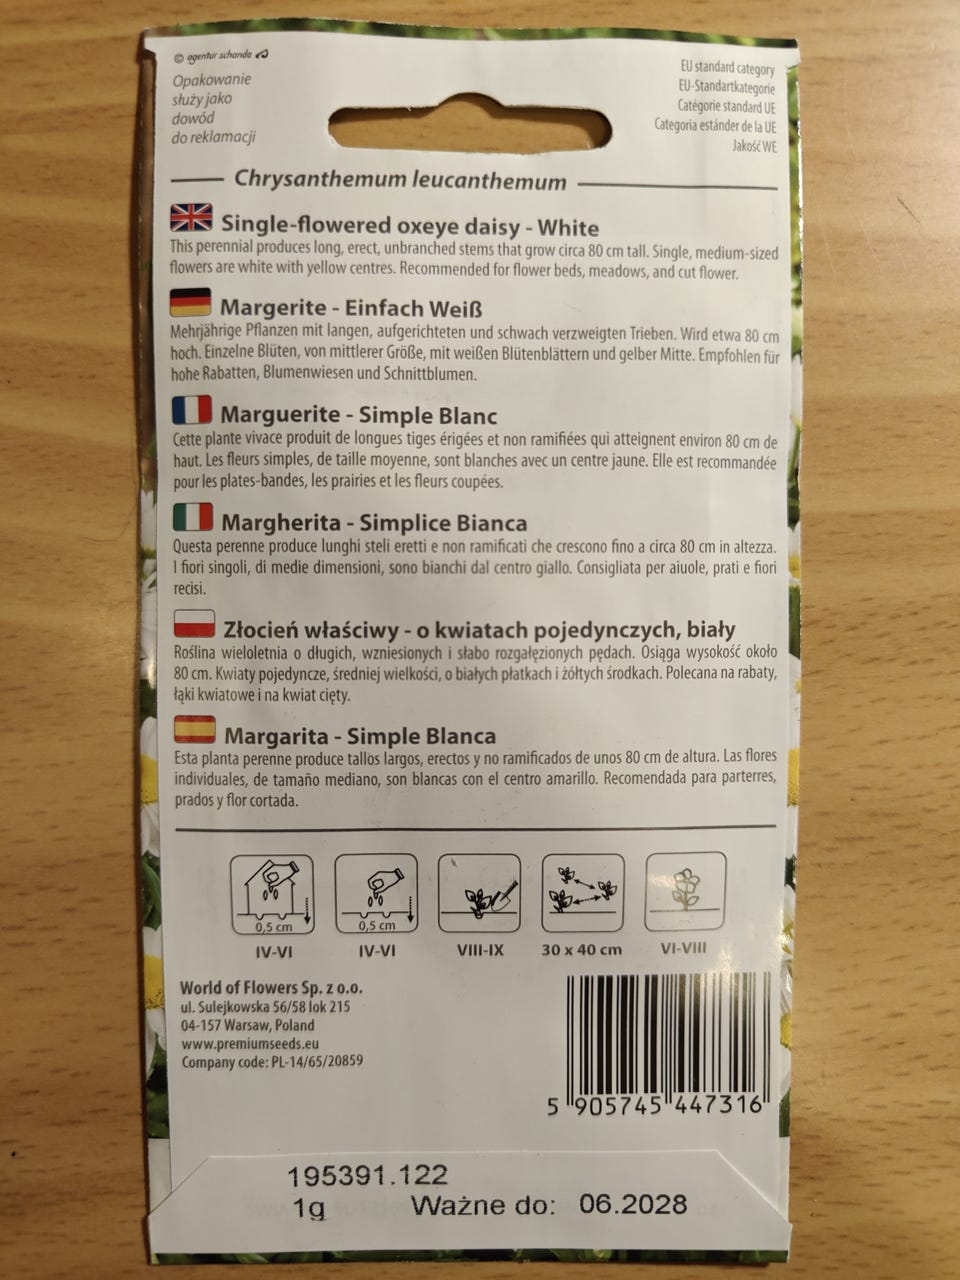 © agentur schanda
Opakowanie
służy jako
dowód
do reklamacji
EU standard category
EU-Standartkategorie
Catégorie standard UE
Categoria estánder de la UE
Jakość WE
Chrysanthemum leucanthemum
Single-flowered oxeye daisy - White
This perennial produces long, erect, unbranched stems that grow circa 80 cm tall. Single, medium-sized
flowers are white with yellow centres. Recommended for flower beds, meadows, and cut flower.
Margerite - Einfach Weiß
Mehrjährige Pflanzen mit langen, aufgerichteten und schwach verzweigten Trieben. Wird etwa 80 cm
hoch. Einzelne Blüten, von mittlerer Größe, mit weißen Blütenblättern und gelber Mitte. Empfohlen für
hohe Rabatten, Blumenwiesen und Schnittblumen.
Marguerite - Simple Blanc
Cette plante vivace produit de longues tiges érigées et non ramifiées qui atteignent environ 80 cm de
haut. Les fleurs simples, de taille moyenne, sont blanches avec un centre jaune. Elle est recommandée
pour les plates-bandes, les prairies et les fleurs coupées.
Margherita - Simplice Bianca
Questa perenne produce lunghi steli eretti e non ramificati che crescono fino a circa 80 cm in altezza.
I fiori singoli, di medie dimensioni, sono bianchi dal centro giallo. Consigliata per aiuole, prati e fiori
recisi.
Złocień właściwy - o kwiatach pojedynczych, biały
Roślina wieloletnia o długich, wzniesionych i słabo rozgałęzionych pędach. Osiąga wysokość około
80 cm. Kwiaty pojedyncze, średniej wielkości, o białych płatkach i żółtych środkach. Polecana na rabaty,
łąki kwiatowe i na kwiat cięty.
Margarita - Simple Blanca
Esta planta perenne produce tallos largos, erectos y no ramificados de unos 80 cm de altura. Las flores
individuales, de tamaño mediano, son blancas con el centro amarillo. Recomendada para parterres,
prados y flor cortada.
0,5 cm
0,5 cm
IV-VI
IV-VI
VIII-IX
30 x 40 cm
VI-VIII
World of Flowers Sp. z o.o.
ul. Sulejkowska 56/58 lok 215
04-157 Warsaw, Poland
www.premiumseeds.eu
Company code: PL-14/65/20859
5 905745 447316
195391.122
1g Ważne do: 06.2028